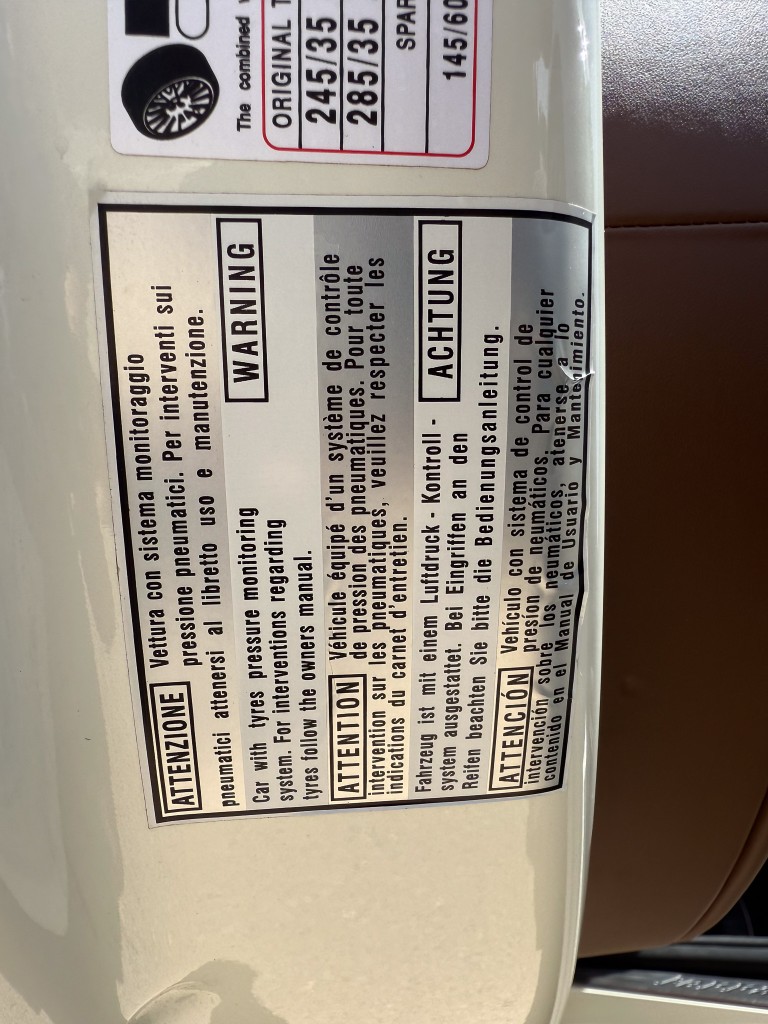 ATTENZIONE Vettura con sistema monitoraggio
pressione pneumatici. Per interventi sui
pneumatici attenersi al libretto uso e manutenzione.
WARNING
Car with tyres pressure monitoring
system. For interventions regarding
tyres follow the owners manual.
ATTENTION Véhicule équipé d'un système de contrôle
de pression des pneumatiques. Pour toute
intervention sur les pneumatiques, veuillez respecter les
indications du carnet d'entretien.
Fahrzeug ist mit einem Luftdruck - Kontroll - ACHTUNG
system ausgestattet. Bei Eingriffen an den
Reifen beachten Sie bitte die Bedienungsanleitung.
ATTENCIÓN Vehículo con sistema de control de
presión de neumáticos. Para cualquier
intervención sobre los neumáticos, atenerse a lo
contenido en el Manual de Usuario y Mantenimiento.
The combined
ORIGINAL T
245/35
285/35
SPAR
145/60